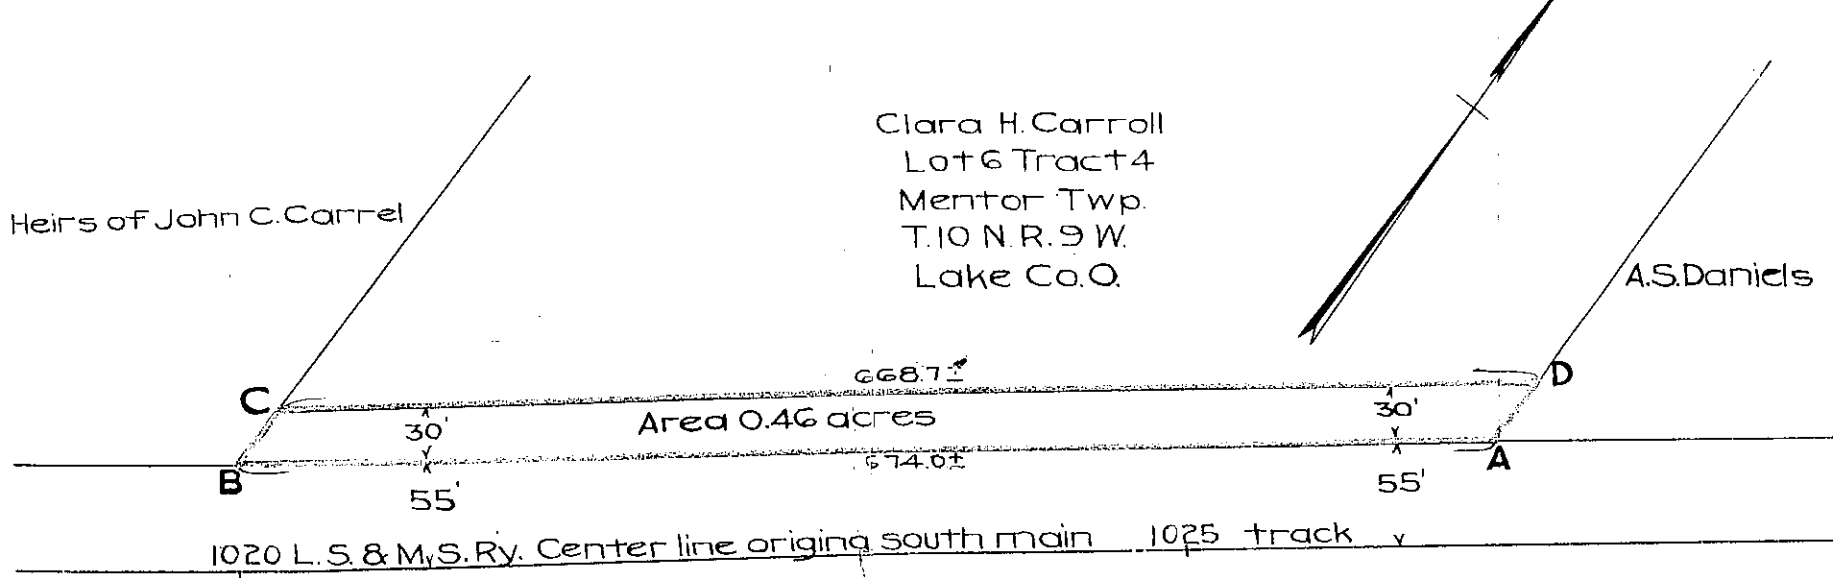 Clara H. Carroll
Lot 6 Tract 4
Mentor Twp.
T.10 N. R. 9 W.
Lake Co. O.
Heirs of John C. Carrel
A.S. Daniels
668.7±
C
D
30'
Area 0.46 acres
30'
B
674.0±
A
55'
55'
1020 L. S. & M. S. Ry. Center line origing south main 1025 track